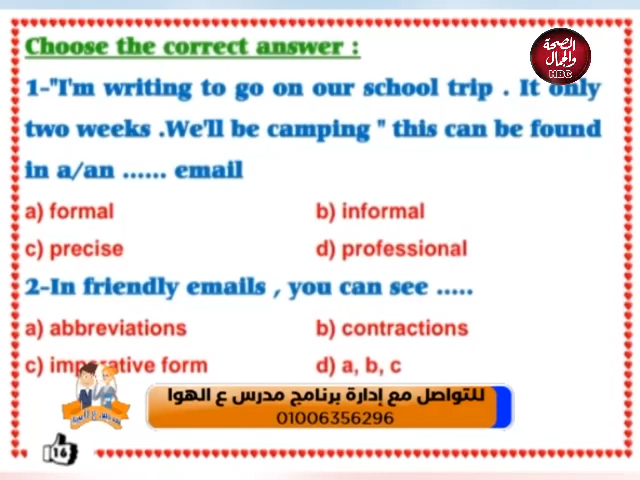 Choose the correct answer :
الصحة
والجمال
HBC
1-"I'm writing to go on our school trip . It only
two weeks .We'll be camping " this can be found
in a/an ...... email
a) formal
b) informal
c) precise
d) professional
2-In friendly emails , you can see .....
a) abbreviations
b) contractions
c) imperative form
d) a, b, c
للتواصل مع إدارة برنامج مدرس ع الهوا
01006356296
16